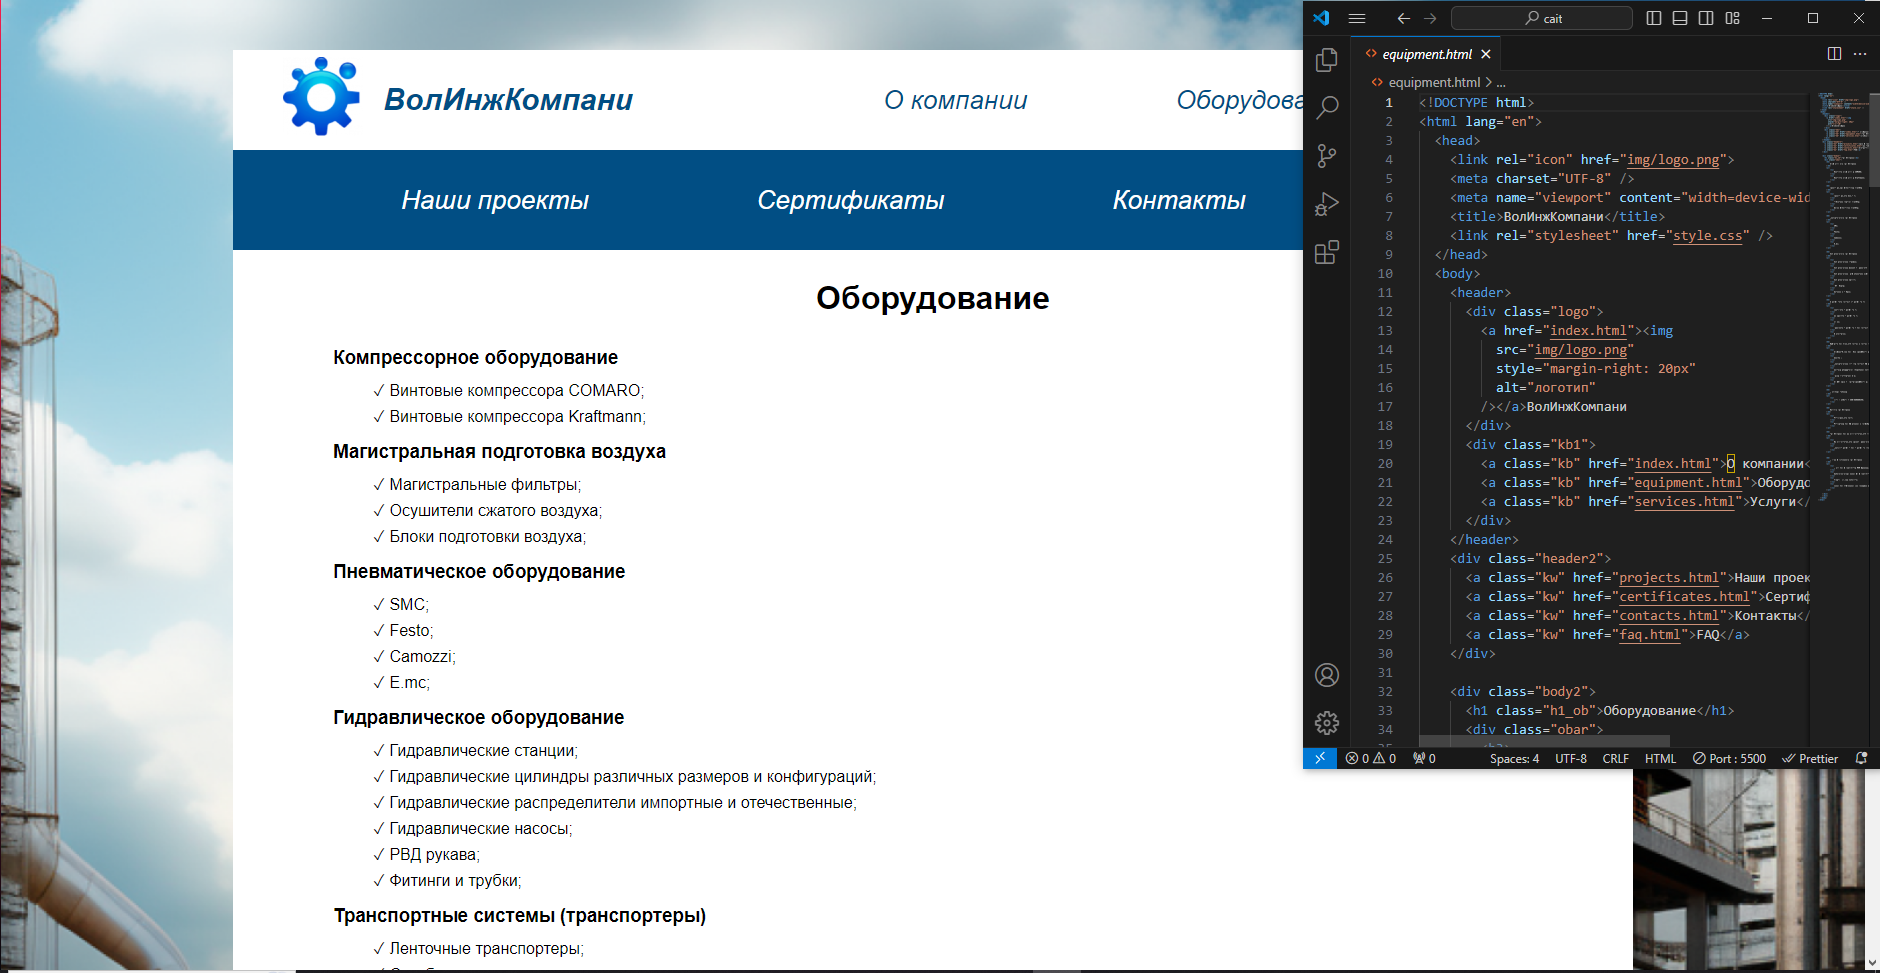 ВолИнжКомпани
О компании
Оборудова
Наши проекты
Сертификаты
Контакты
Оборудование
Компрессорное оборудование
✓ Винтовые компрессора COMARO;
✓ Винтовые компрессора Kraftmann;
Магистральная подготовка воздуха
✓ Магистральные фильтры;
✓ Осушители сжатого воздуха;
✓ Блоки подготовки воздуха;
Пневматическое оборудование
✓ SMC;
✓ Festo;
✓ Camozzi;
✓ E.mc;
Гидравлическое оборудование
✓ Гидравлические станции;
✓ Гидравлические цилиндры различных размеров и конфигураций;
✓ Гидравлические распределители импортные и отечественные;
✓ Гидравлические насосы;
✓ РВД рукава;
✓ Фитинги и трубки;
Транспортные системы (транспортеры)
✓ Ленточные транспортеры;
cait
equipment.html
equipment.html > ...
1 <!DOCTYPE html>
2 <html lang="en">
3 <head>
4 <link rel="icon" href="img/logo.png">
5 <meta charset="UTF-8" />
6 <meta name="viewport" content="width=device-wid
7 <title>ВолИнжКомпани</title>
8 <link rel="stylesheet" href="style.css" />
9 </head>
10 <body>
11 <header>
12 <div class="logo">
13 <a href="index.html"><img
14 src="img/logo.png"
15 style="margin-right: 20px"
16 alt="логотип"
17 /></a>ВолИнжКомпани
18 </div>
19 <div class="kb1">
20 <a class="kb" href="index.html">О компании<
21 <a class="kb" href="equipment.html">Оборудо
22 <a class="kb" href="services.html">Услуги</
23 </div>
24 </header>
25 <div class="header2">
26 <a class="kw" href="projects.html">Наши проек
27 <a class="kw" href="certificates.html">Сертиф
28 <a class="kw" href="contacts.html">Контакты</
29 <a class="kw" href="faq.html">FAQ</a>
30 </div>
31
32 <div class="body2">
33 <h1 class="h1_ob">Оборудование</h1>
34 <div class="obar">
0 0 0 Spaces: 4 UTF-8 CRLF HTML Port : 5500 Prettier